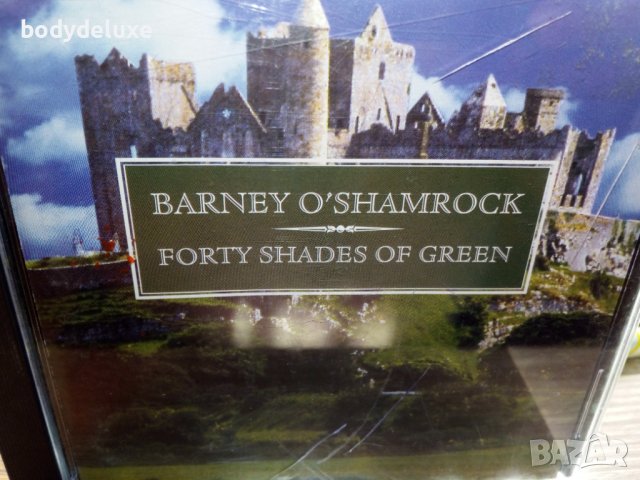 bodydeluxe
BARNEY O'SHAMROCK
FORTY SHADES OF GREEN
BAZAR